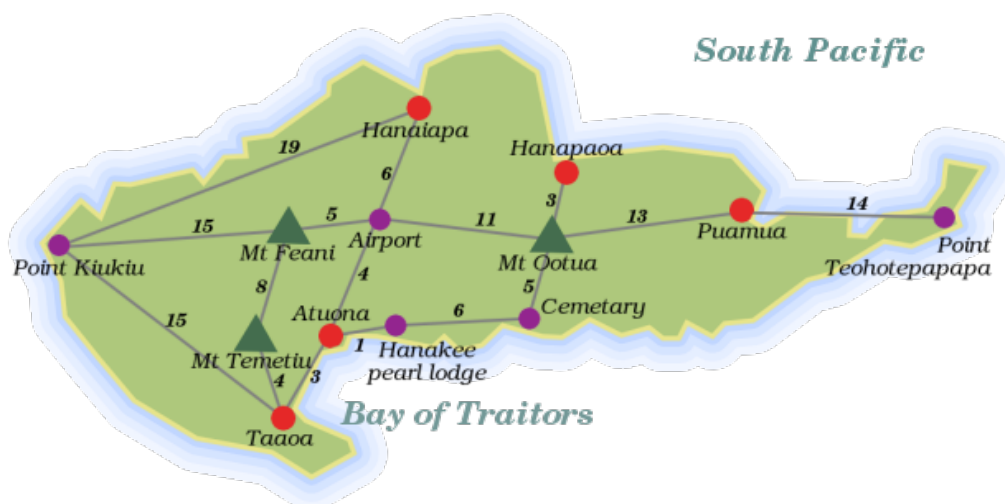 South Pacific
Hanaiapa
19
Hanapaoa
6
3
15
5
11
13
14
Mt Feani
Airport
Mt Ootua
Puamua
Point
Teohotepapapa
Point Kiukiu
4
8
5
Atuona
6
Cemetary
15
1
Hanakee
pearl lodge
Mt Temetiu
4
3
Bay of Traitors
Taaoa